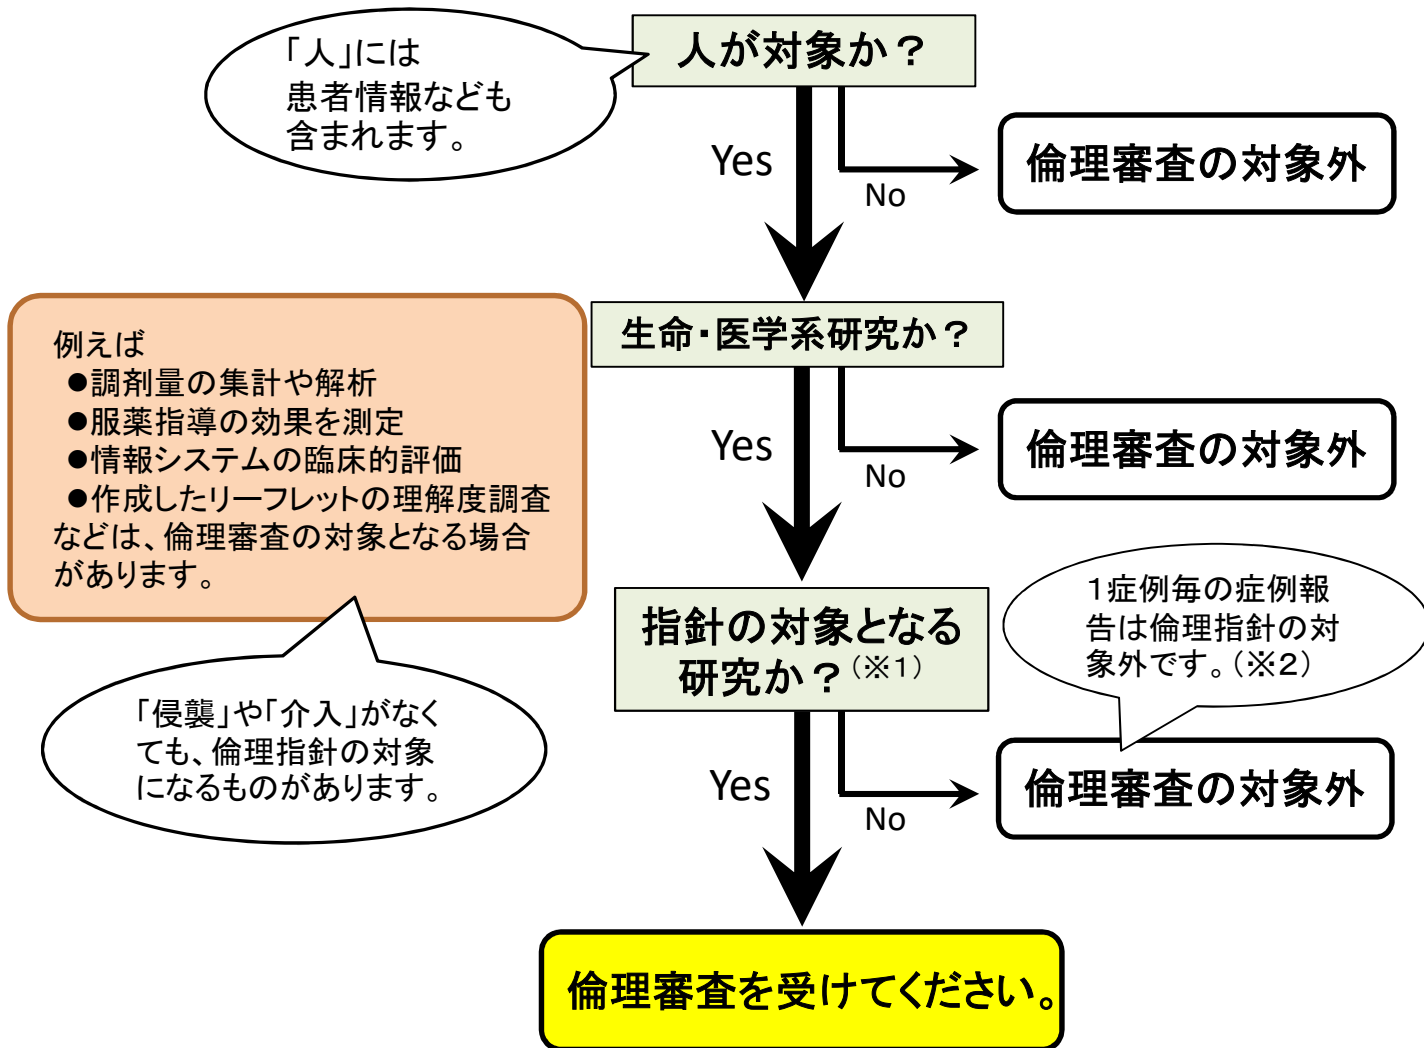 人が対象か？
「人」には
患者情報なども
含まれます。
Yes
No
倫理審査の対象外
生命・医学系研究か？
例えば
●調剤量の集計や解析
●服薬指導の効果を測定
●情報システムの臨床的評価
●作成したリーフレットの理解度調査
などは、倫理審査の対象となる場合
があります。
Yes
No
倫理審査の対象外
「侵襲」や「介入」がなく
ても、倫理指針の対象
になるものがあります。
指針の対象となる
研究か？（※１）
１症例毎の症例報
告は倫理指針の対
象外です。（※２）
Yes
No
倫理審査の対象外
倫理審査を受けてください。